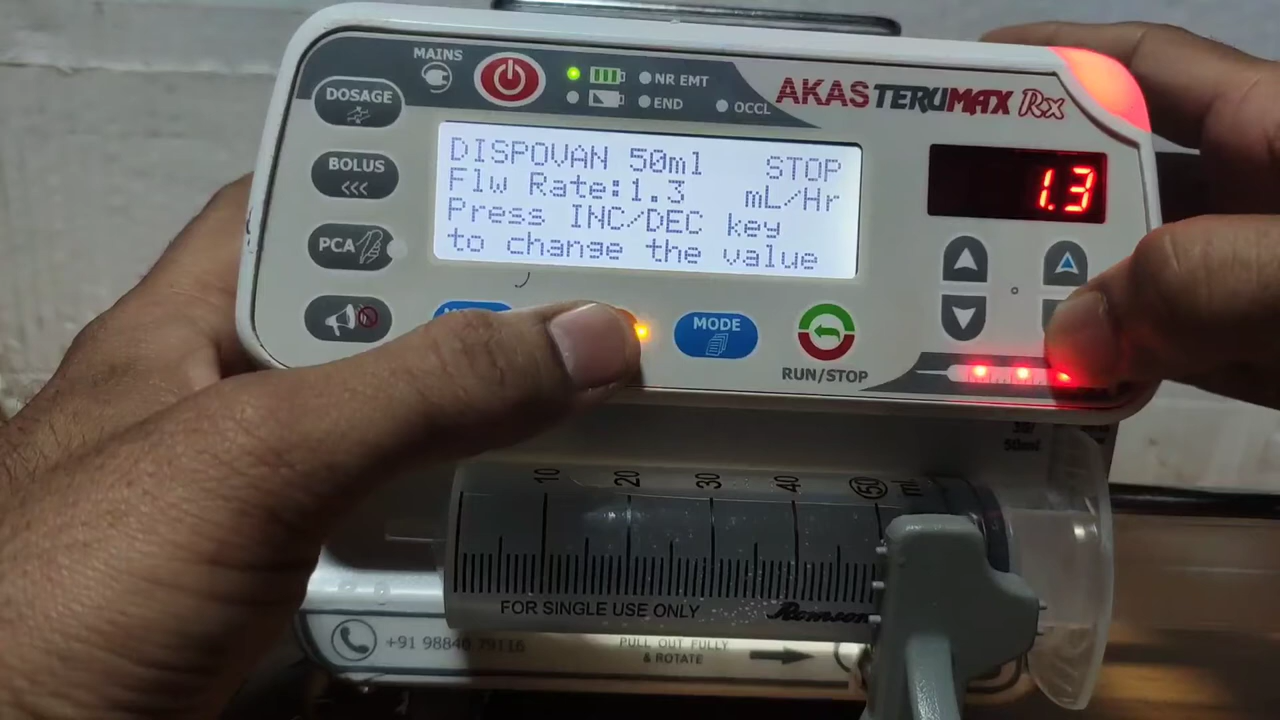 MAINS
DOSAGE
BOLUS
<<<
PCA
NR EMT
END
OCCL
AKAS TERUMAX Rx
DISPOVAN 50ml STOP
Flw Rate:1.3 mL/Hr
Press INC/DEC key
to change the value
1.3
MODE
RUN/STOP
50ml
10 20 30 40 50 mL
FOR SINGLE USE ONLY
Romson
+91 98840 79116
PULL OUT FULLY
& ROTATE